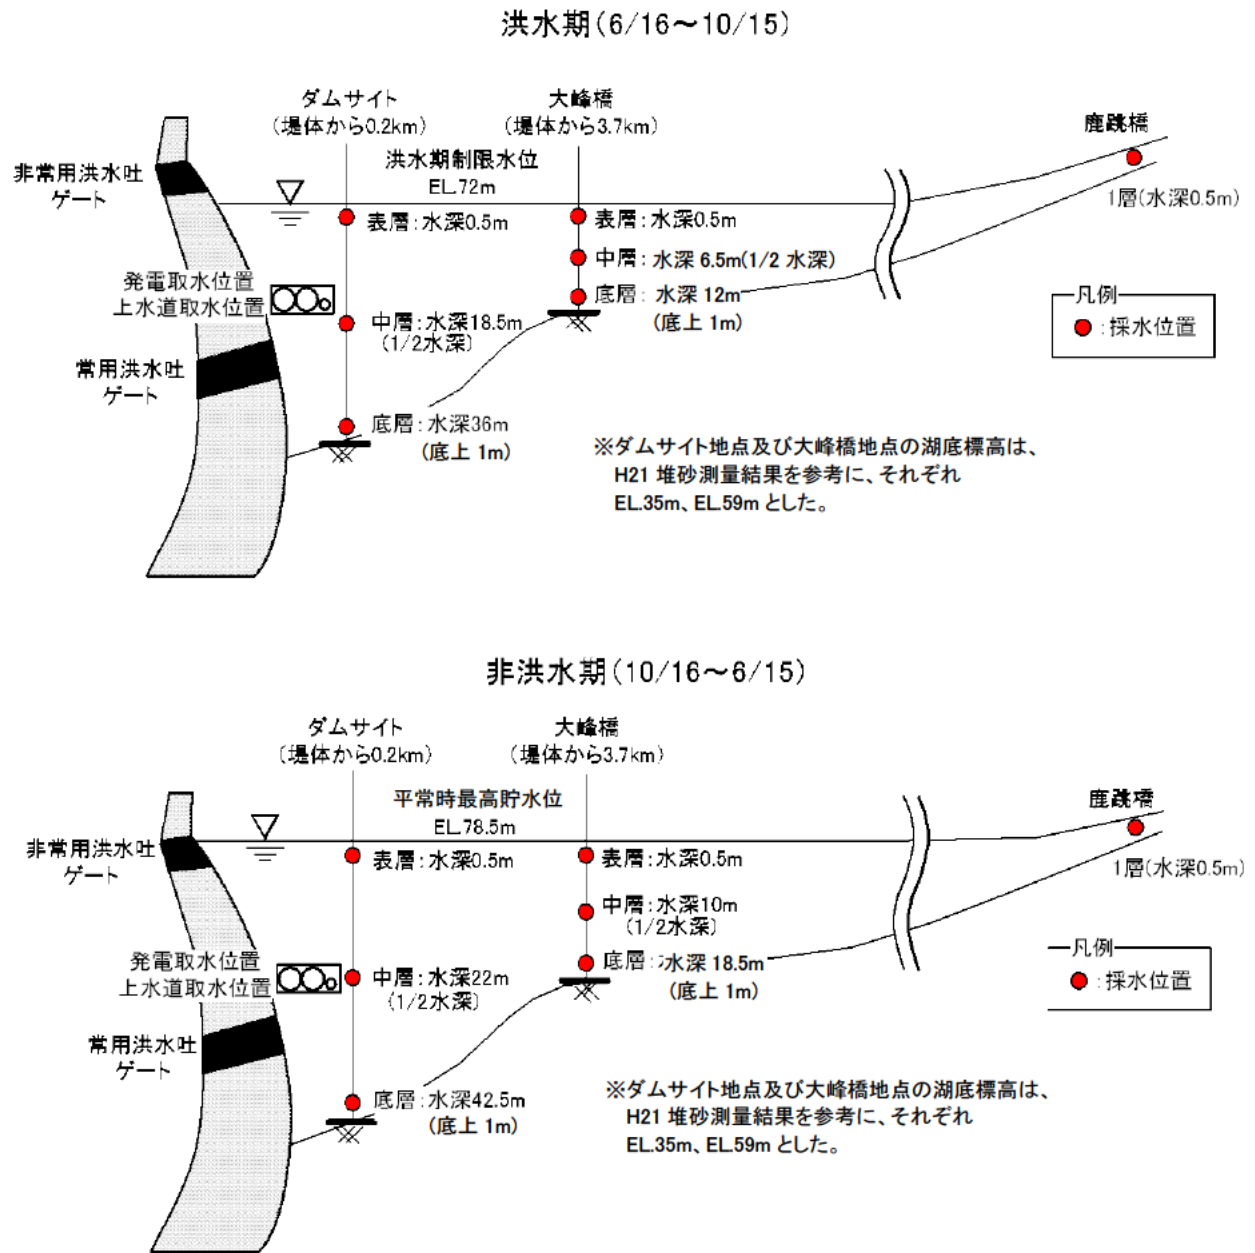 洪水期(6/16～10/15)
ダムサイト
(堤体から0.2km)
大峰橋
(堤体から3.7km)
鹿跳橋
洪水期制限水位
EL.72m
非常用洪水吐
ゲート
1層(水深0.5m)
表層:水深0.5m
表層:水深0.5m
中層:水深 6.5m(1/2 水深)
発電取水位置
上水道取水位置
底層:水深 12m
(底上 1m)
凡例
:採水位置
中層:水深18.5m
(1/2水深)
常用洪水吐
ゲート
底層:水深36m
(底上 1m)
※ダムサイト地点及び大峰橋地点の湖底標高は、
H21 堆砂測量結果を参考に、それぞれ
EL.35m、EL.59m とした。
非洪水期(10/16～6/15)
ダムサイト
(堤体から0.2km)
大峰橋
(堤体から3.7km)
平常時最高貯水位
EL.78.5m
鹿跳橋
非常用洪水吐
ゲート
表層:水深0.5m
表層:水深0.5m
1層(水深0.5m)
中層:水深10m
(1/2水深)
発電取水位置
上水道取水位置
中層:水深22m
(1/2水深)
底層:水深 18.5m
(底上 1m)
凡例
:採水位置
常用洪水吐
ゲート
底層:水深42.5m
(底上 1m)
※ダムサイト地点及び大峰橋地点の湖底標高は、
H21 堆砂測量結果を参考に、それぞれ
EL.35m、EL.59m とした。